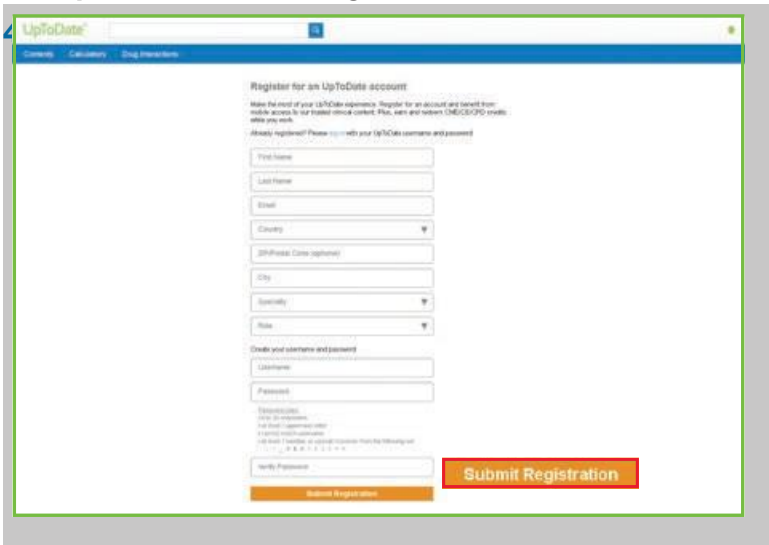 4
UpToDate®
Contents Calculators Drug Interactions
Register for an UpToDate account
Make the most of your UpToDate experience. Register for an account and benefit from
mobile access to our trusted clinical content. Plus, earn and redeem CME/CE/CPD credits
while you work.
Already registered? Please log in with your UpToDate username and password
First Name
Last Name
Email
Country
ZIP/Postal Code (optional)
City
Specialty
Role
Create your username and password
Username
Password
Verify Password
Submit Registration
Submit Registration